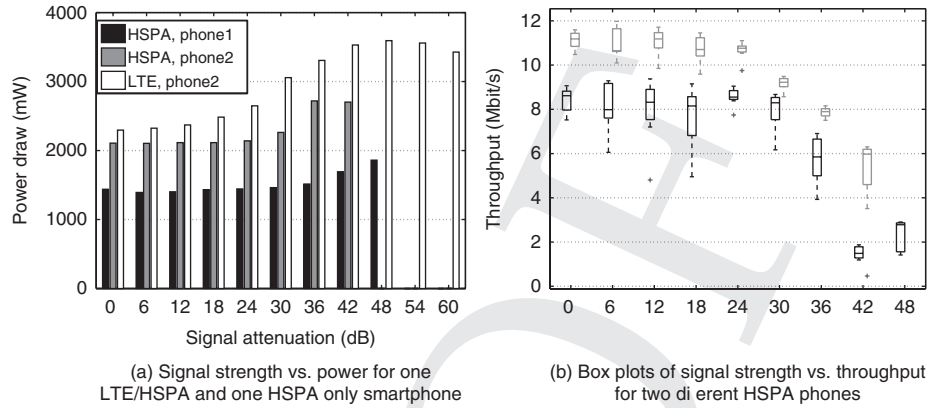 HSPA, phone1
HSPA, phone2
LTE, phone2
Power draw (mW)
4000
3000
2000
1000
0
0 6 12 18 24 30 36 42 48 54 60
Signal attenuation (dB)
(a) Signal strength vs. power for one
LTE/HSPA and one HSPA only smartphone
Throughput (Mbit/s)
12
10
8
6
4
2
0
0 6 12 18 24 30 36 42 48
(b) Box plots of signal strength vs. throughput
for two di erent HSPA phones